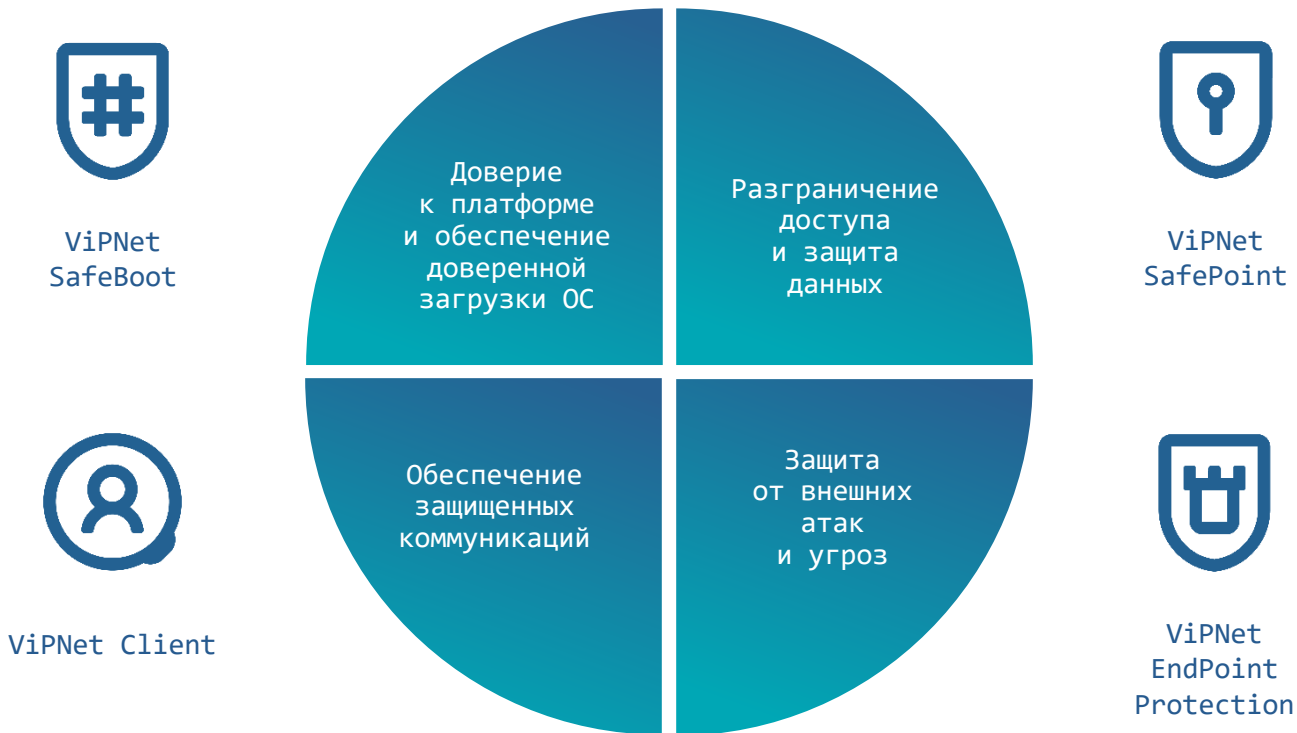 ViPNet
SafeBoot
Доверие
к платформе
и обеспечение
доверенной
загрузки ОС
Разграничение
доступа
и защита
данных
ViPNet
SafePoint
ViPNet Client
Обеспечение
защищенных
коммуникаций
Защита
от внешних
атак
и угроз
ViPNet
EndPoint
Protection